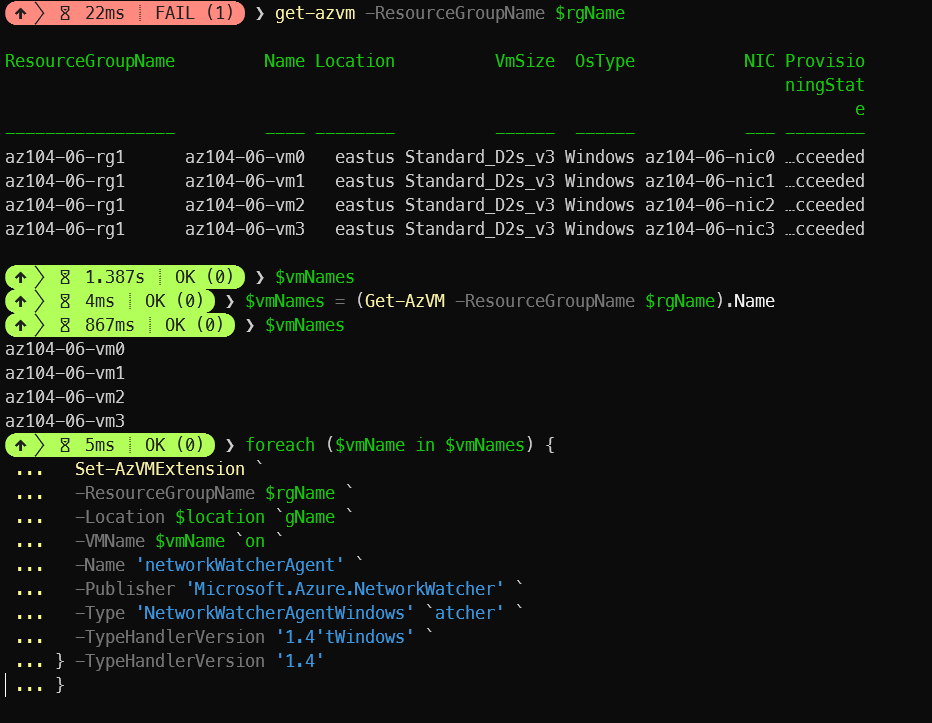 22ms FAIL (1) ❯ get-azvm -ResourceGroupName $rgName
ResourceGroupName Name Location VmSize OsType NIC Provisio
ningStat
e
----------------- ---- -------- ------ ------ --- --------
az104-06-rg1 az104-06-vm0 eastus Standard_D2s_v3 Windows az104-06-nic0 …cceeded
az104-06-rg1 az104-06-vm1 eastus Standard_D2s_v3 Windows az104-06-nic1 …cceeded
az104-06-rg1 az104-06-vm2 eastus Standard_D2s_v3 Windows az104-06-nic2 …cceeded
az104-06-rg1 az104-06-vm3 eastus Standard_D2s_v3 Windows az104-06-nic3 …cceeded
1.387s OK (0) ❯ $vmNames
4ms OK (0) ❯ $vmNames = (Get-AzVM -ResourceGroupName $rgName).Name
867ms OK (0) ❯ $vmNames
az104-06-vm0
az104-06-vm1
az104-06-vm2
az104-06-vm3
5ms OK (0) ❯ foreach ($vmName in $vmNames) {
... Set-AzVMExtension `
... -ResourceGroupName $rgName `
... -Location $location `gName `
... -VMName $vmName `on `
... -Name 'networkWatcherAgent' `
... -Publisher 'Microsoft.Azure.NetworkWatcher' `
... -Type 'NetworkWatcherAgentWindows' `atcher' `
... -TypeHandlerVersion '1.4'tWindows' `
... } -TypeHandlerVersion '1.4'
... }